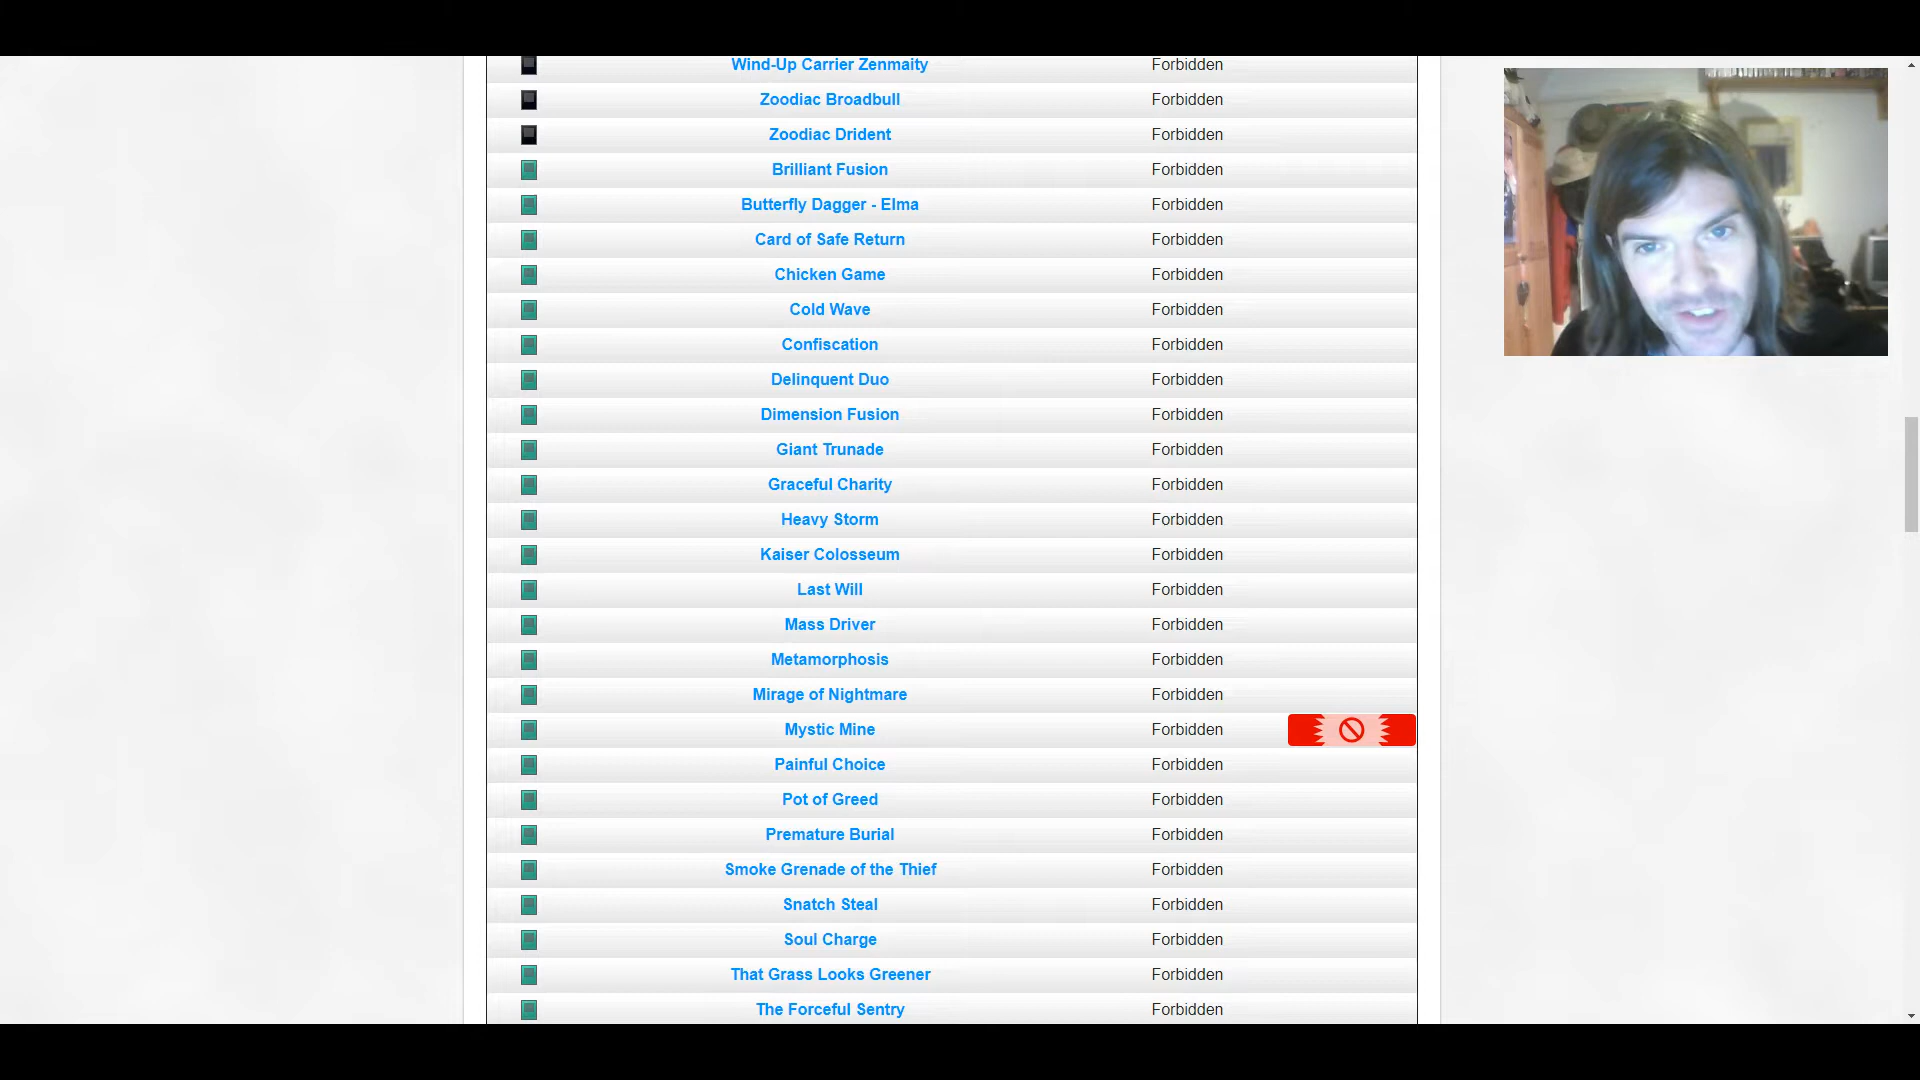 Wind-Up Carrier Zenmaity Forbidden
Zoodiac Broadbull Forbidden
Zoodiac Drident Forbidden
Brilliant Fusion Forbidden
Butterfly Dagger - Elma Forbidden
Card of Safe Return Forbidden
Chicken Game Forbidden
Cold Wave Forbidden
Confiscation Forbidden
Delinquent Duo Forbidden
Dimension Fusion Forbidden
Giant Trunade Forbidden
Graceful Charity Forbidden
Heavy Storm Forbidden
Kaiser Colosseum Forbidden
Last Will Forbidden
Mass Driver Forbidden
Metamorphosis Forbidden
Mirage of Nightmare Forbidden
Mystic Mine Forbidden
Painful Choice Forbidden
Pot of Greed Forbidden
Premature Burial Forbidden
Smoke Grenade of the Thief Forbidden
Snatch Steal Forbidden
Soul Charge Forbidden
That Grass Looks Greener Forbidden
The Forceful Sentry Forbidden